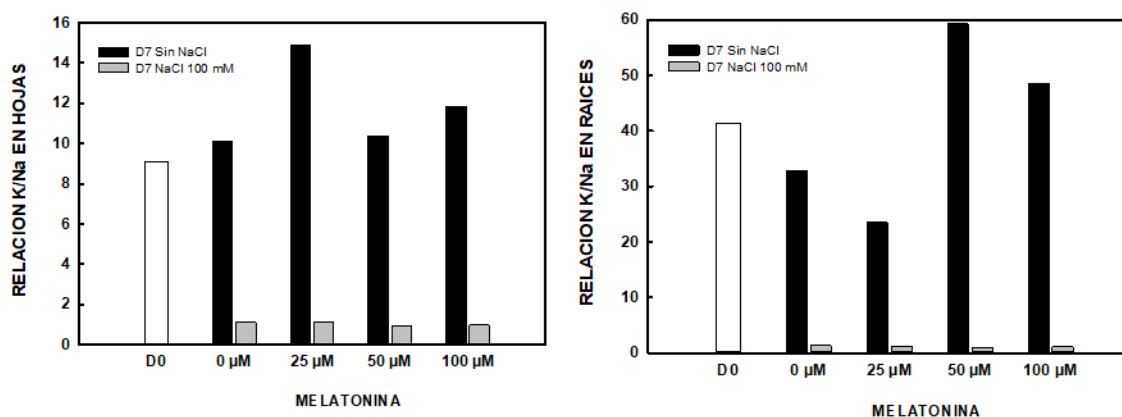 RELACION K/Na EN HOJAS
16
14
12
10
8
6
4
2
0
D7 Sin NaCl
D7 NaCl 100 mM
D0
0 µM
25 µM
50 µM
100 µM
MELATONINA
RELACION K/Na EN RAICES
60
50
40
30
20
10
0
D7 Sin NaCl
D7 NaCl 100 mM
D0
0 µM
25 µM
50 µM
100 µM
MELATONINA